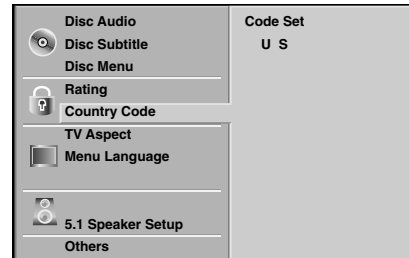 Disc Audio
Disc Subtitle
Disc Menu
Rating
Country Code
TV Aspect
Menu Language
5.1 Speaker Setup
Others
Code Set
U S